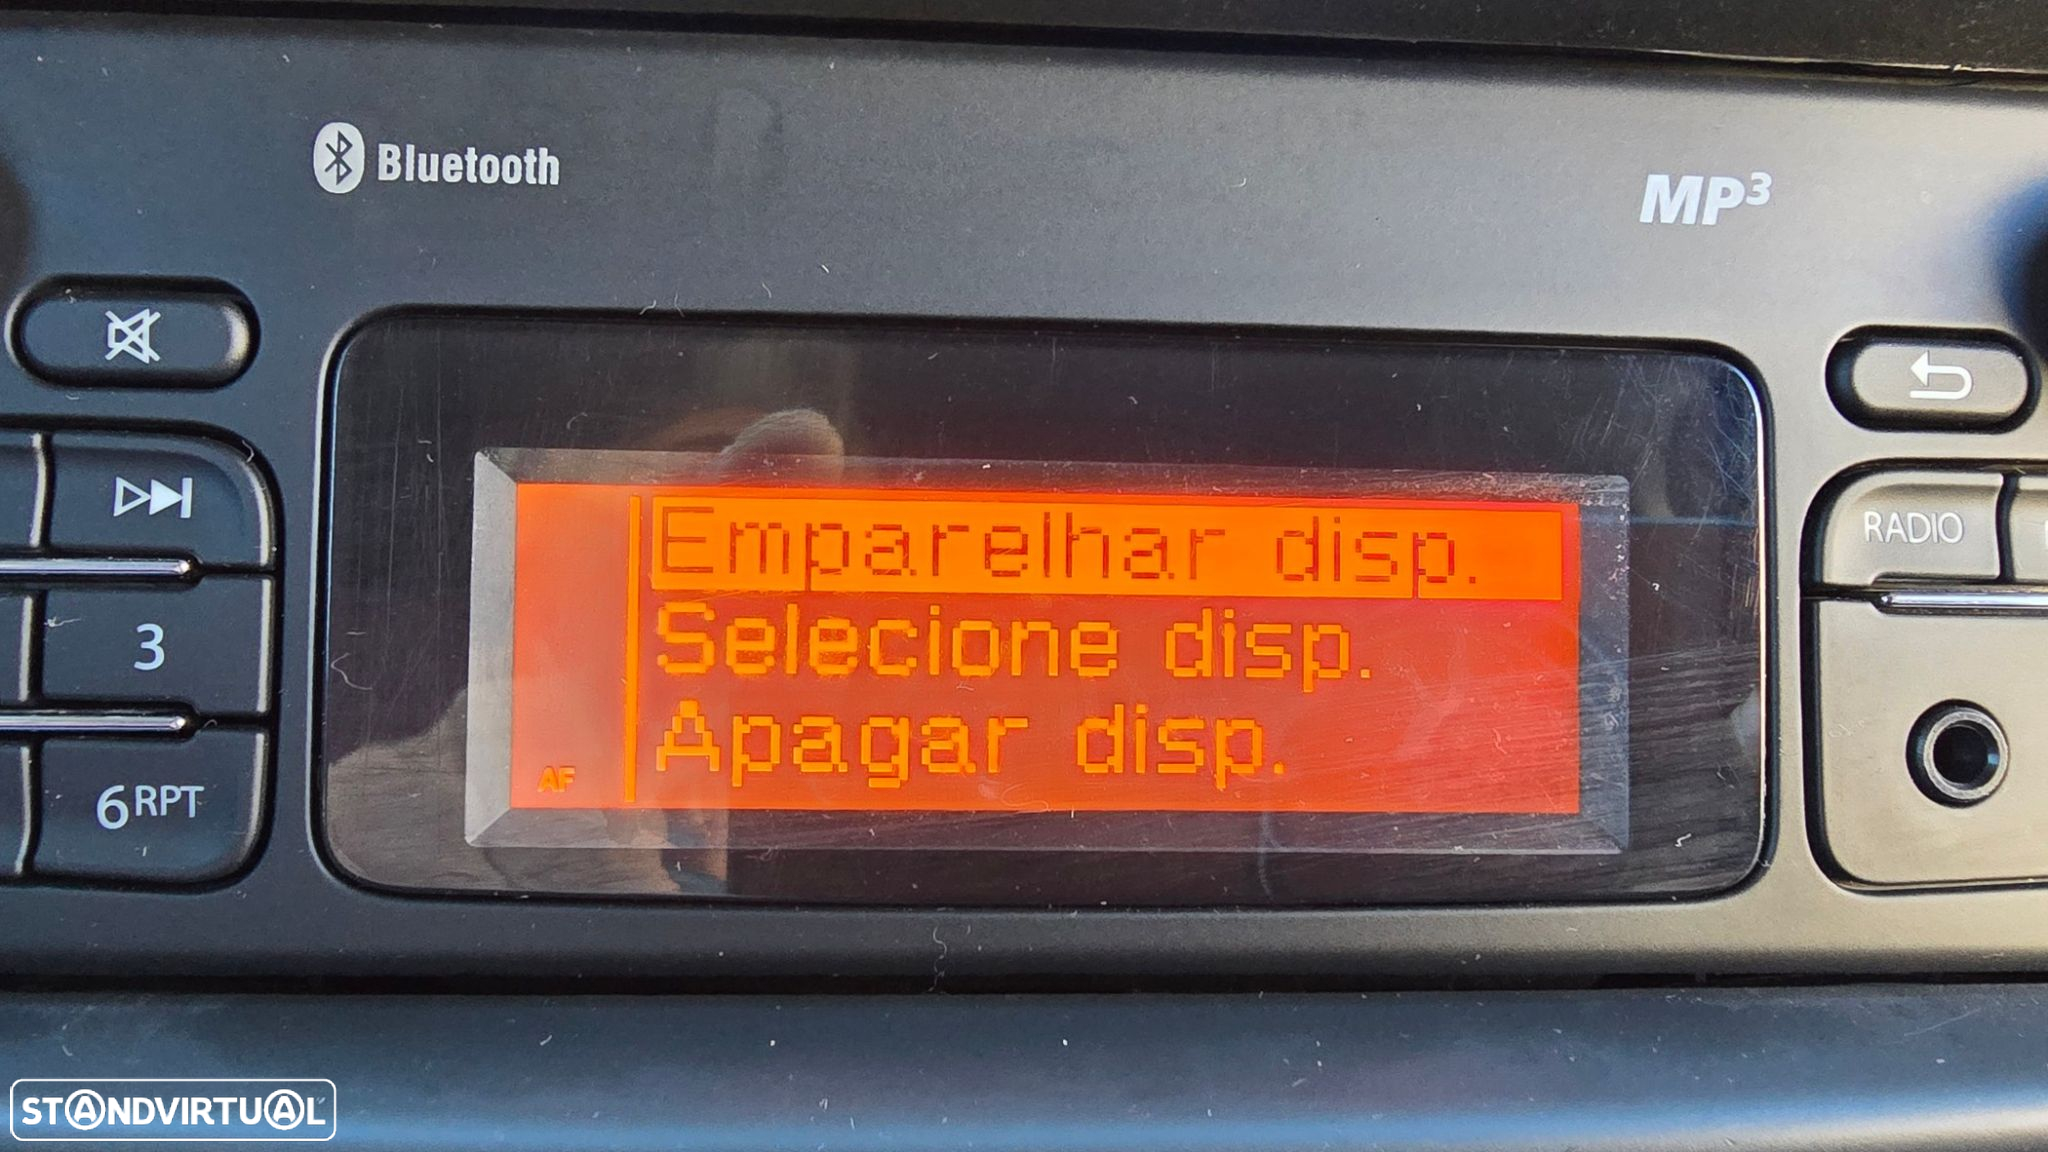 Bluetooth
MP3
Emparelhar disp.
Selecione disp.
Apagar disp.
AF
3
6RPT
RADIO
STANDVIRTUAL